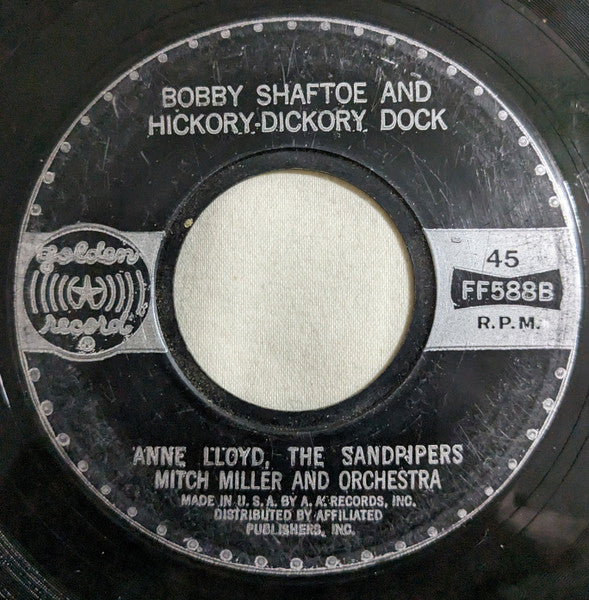 BOBBY SHAFTOE AND
HICKORY-DICKORY DOCK
golden
record
®
45
FF588B
R.P.M.
ANNE LLOYD, THE SANDPIPERS
MITCH MILLER AND ORCHESTRA
MADE IN U.S.A. BY A.A. RECORDS, INC.
DISTRIBUTED BY AFFILIATED
PUBLISHERS, INC.